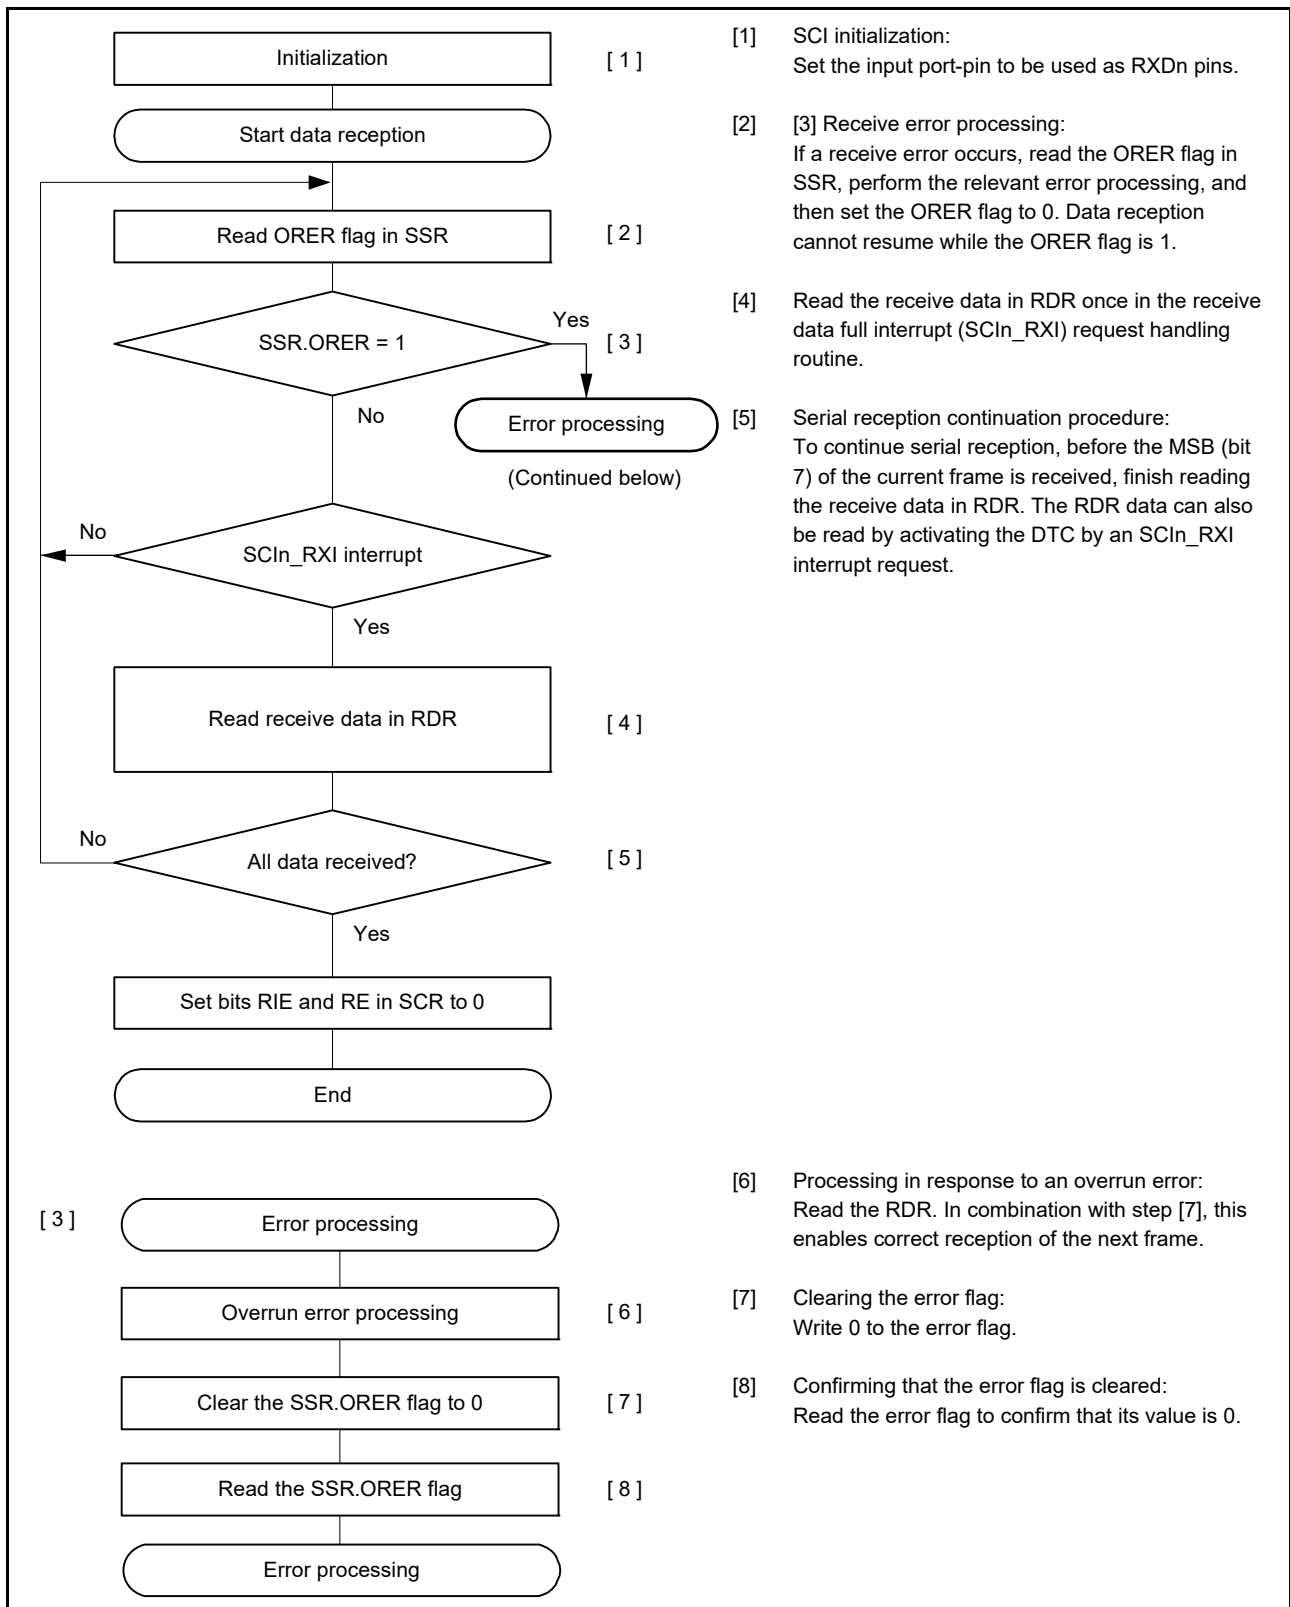 Initialization
[ 1 ]
Start data reception
Read ORER flag in SSR
[ 2 ]
SSR.ORER = 1
Yes
[ 3 ]
No
Error processing
(Continued below)
No
SCIn_RXI interrupt
Yes
Read receive data in RDR
[ 4 ]
No
All data received?
[ 5 ]
Yes
Set bits RIE and RE in SCR to 0
End
[1] SCI initialization:
Set the input port-pin to be used as RXDn pins.
[2] [3] Receive error processing:
If a receive error occurs, read the ORER flag in
SSR, perform the relevant error processing, and
then set the ORER flag to 0. Data reception
cannot resume while the ORER flag is 1.
[4] Read the receive data in RDR once in the receive
data full interrupt (SCIn_RXI) request handling
routine.
[5] Serial reception continuation procedure:
To continue serial reception, before the MSB (bit
7) of the current frame is received, finish reading
the receive data in RDR. The RDR data can also
be read by activating the DTC by an SCIn_RXI
interrupt request.
[ 3 ]
Error processing
Overrun error processing
[ 6 ]
Clear the SSR.ORER flag to 0
[ 7 ]
Read the SSR.ORER flag
[ 8 ]
Error processing
[6] Processing in response to an overrun error:
Read the RDR. In combination with step [7], this
enables correct reception of the next frame.
[7] Clearing the error flag:
Write 0 to the error flag.
[8] Confirming that the error flag is cleared:
Read the error flag to confirm that its value is 0.